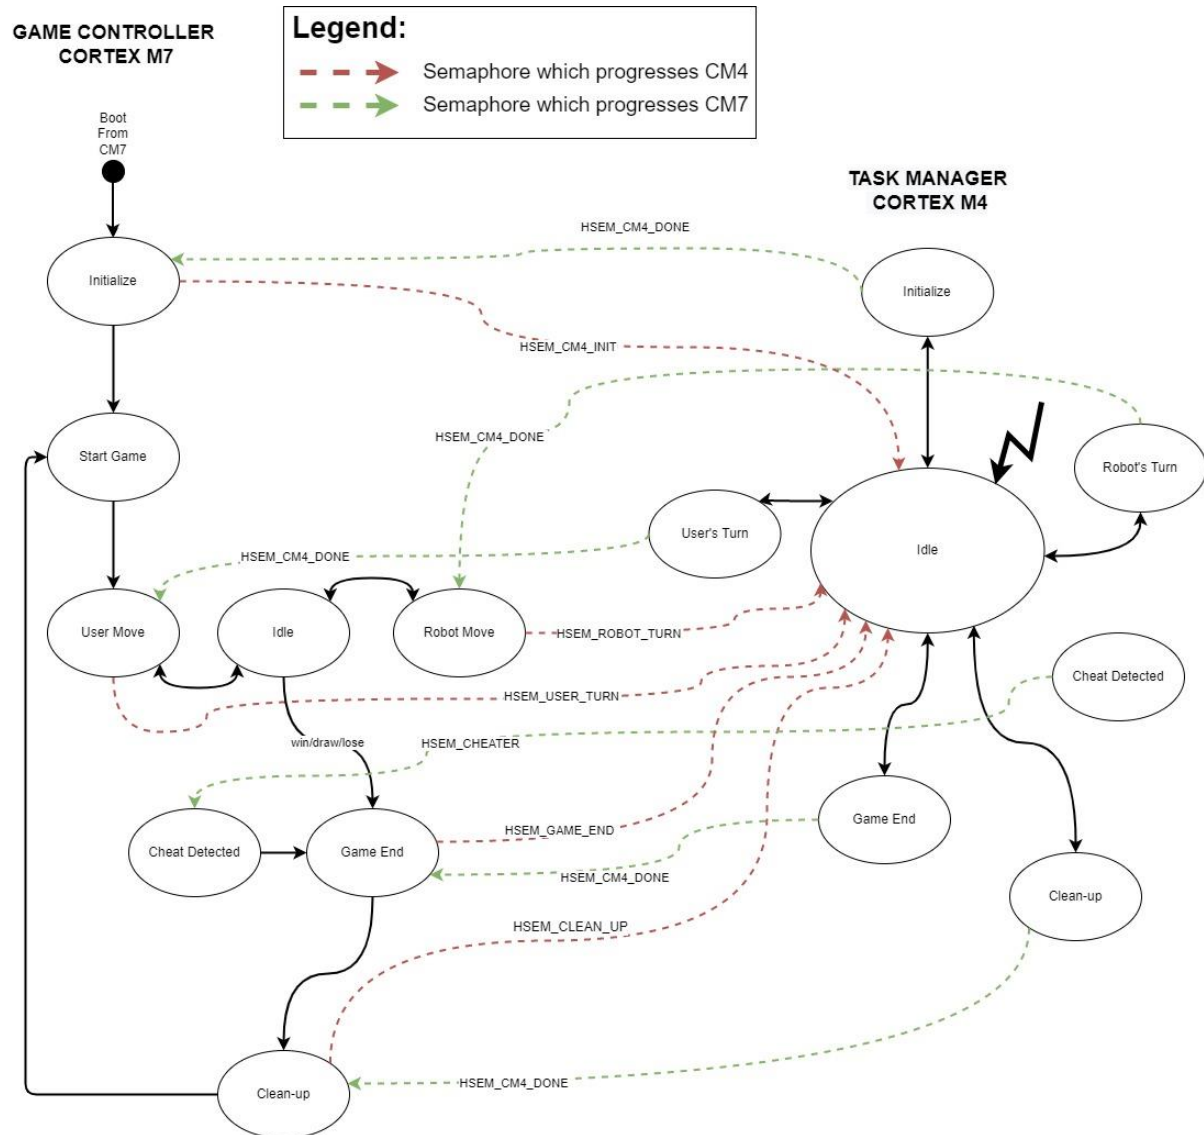 GAME CONTROLLER
CORTEX M7
Legend:
Semaphore which progresses CM4
Semaphore which progresses CM7
Boot
From
CM7
TASK MANAGER
CORTEX M4
HSEM_CM4_DONE
Initialize
Initialize
HSEM_CM4_INIT
HSEM_CM4_DONE
Start Game
Robot's Turn
User's Turn
Idle
HSEM_CM4_DONE
User Move
Idle
Robot Move
HSEM_ROBOT_TURN
HSEM_USER_TURN
Cheat Detected
win/draw/lose
HSEM_CHEATER
Game End
HSEM_GAME_END
Cheat Detected
Game End
HSEM_CM4_DONE
Clean-up
HSEM_CLEAN_UP
HSEM_CM4_DONE
Clean-up